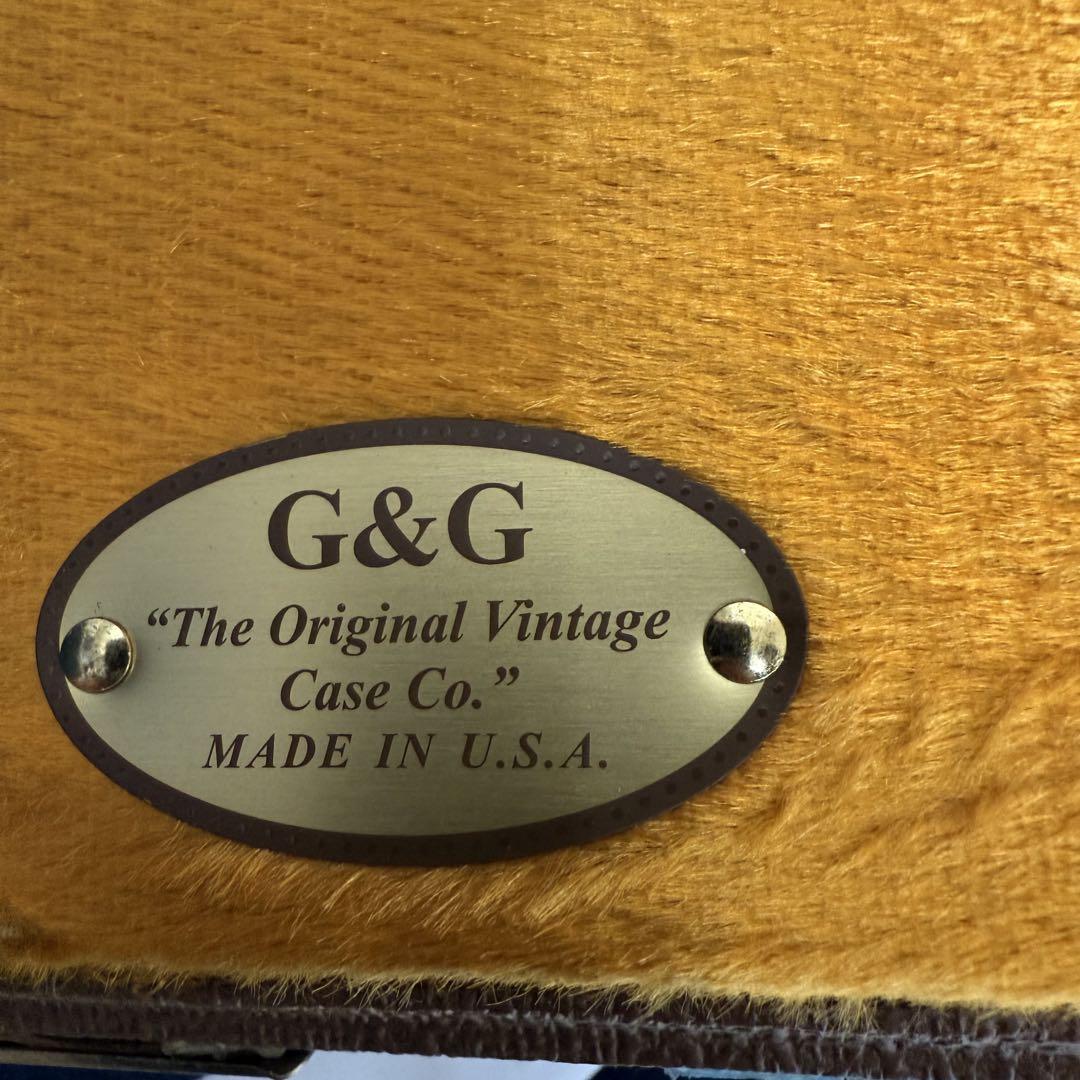 G&G
“The Original Vintage
Case Co.”
MADE IN U.S.A.